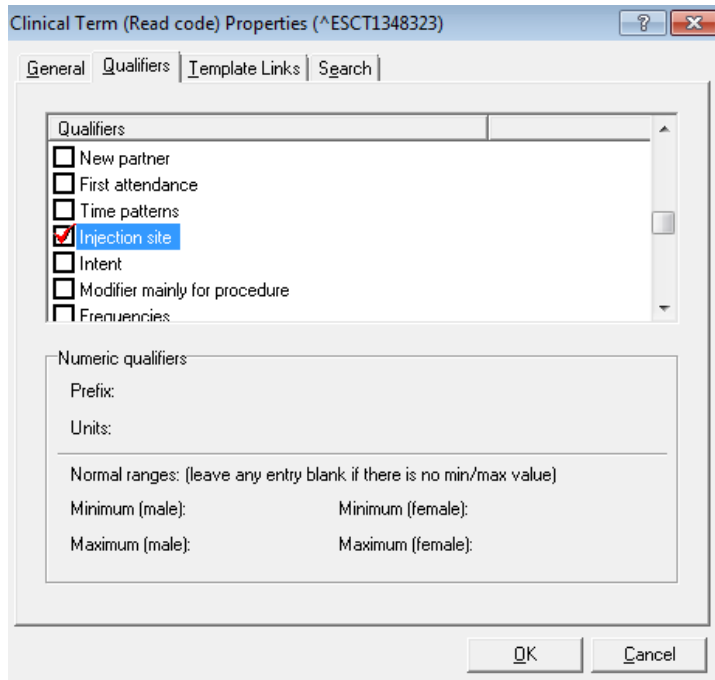 Clinical Term (Read code) Properties (^ESCT1348323)
General Qualifiers Template Links Search
Qualifiers
New partner
First attendance
Time patterns
Injection site
Intent
Modifier mainly for procedure
Frequencies
Numeric qualifiers
Prefix:
Units:
Normal ranges: (leave any entry blank if there is no min/max value)
Minimum (male): Minimum (female):
Maximum (male): Maximum (female):
OK Cancel